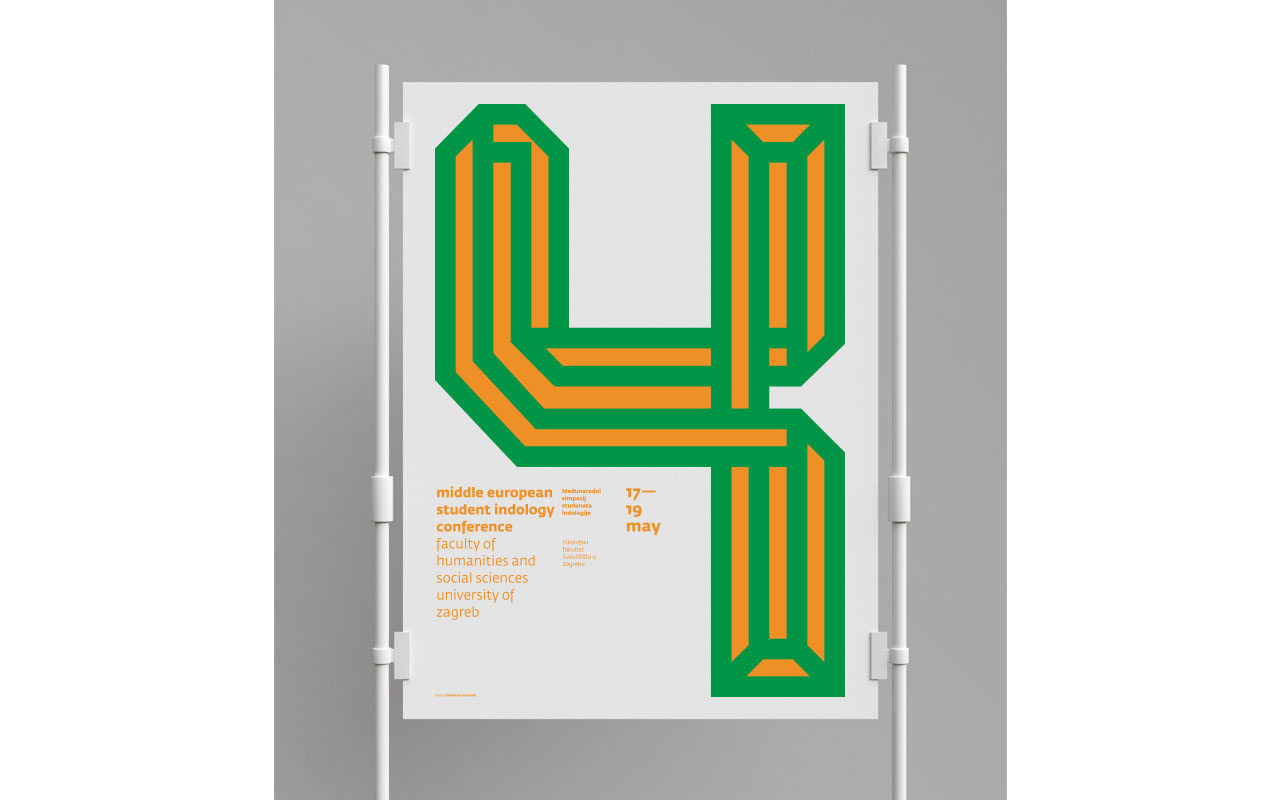 4
middle european
student indology
conference
faculty of
humanities and
social sciences
university of
zagreb
Međunarodni
simpozij
studenata
indologije
Filozofski
fakultet
Sveučilišta u
Zagrebu
17—
19
may